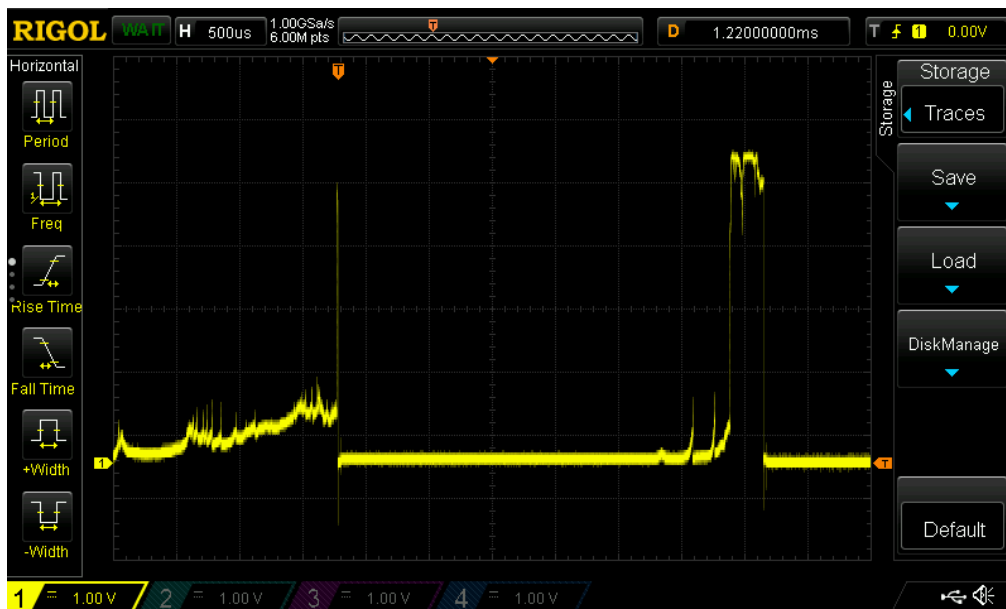 RIGOL WAIT H 500us 1.00GSa/s 6.00M pts D 1.22000000ms T 1 0.00V
Horizontal
Period
Freq
Rise Time
Fall Time
+Width
-Width
T
1
T
Storage
Storage
Traces
Save
Load
DiskManage
Default
1 = 1.00 V 2 = 1.00 V 3 = 1.00 V 4 = 1.00 V